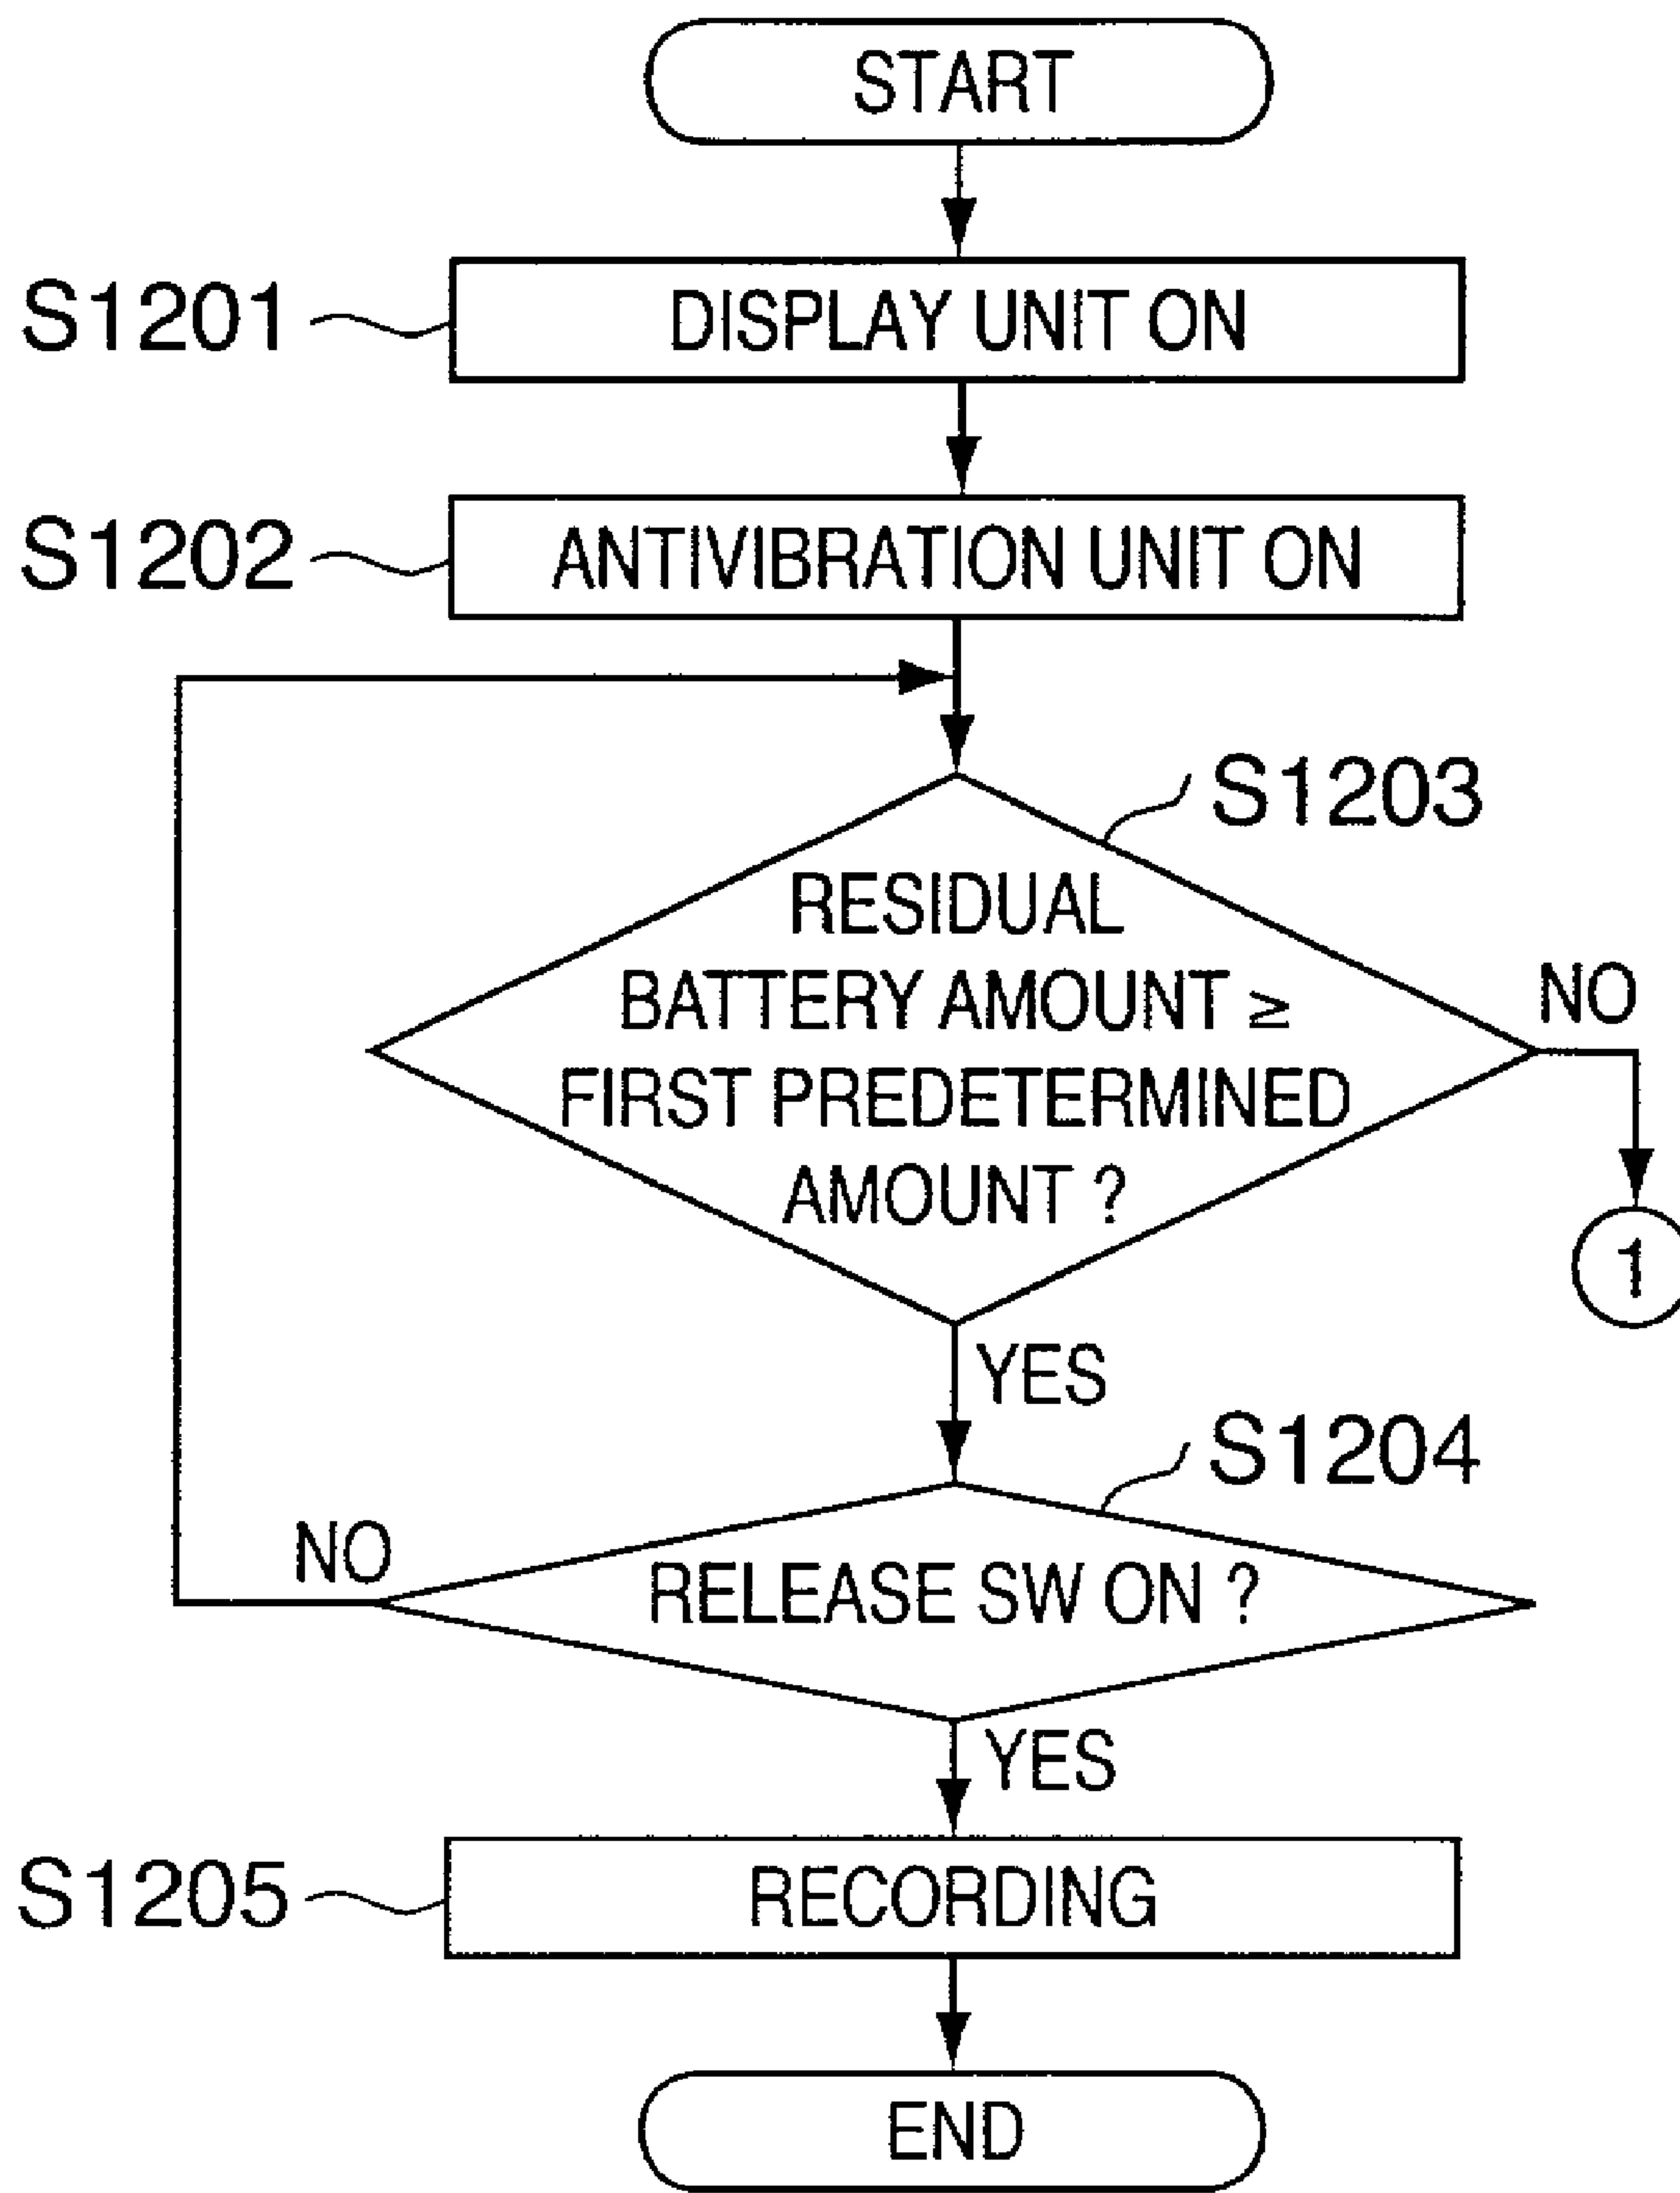 START
S1201
DISPLAY UNIT ON
S1202
ANTIVIBRATION UNIT ON
S1203
RESIDUAL
BATTERY AMOUNT ≥
FIRST PREDETERMINED
AMOUNT ?
NO
1
YES
S1204
NO
RELEASE SW ON ?
YES
S1205
RECORDING
END